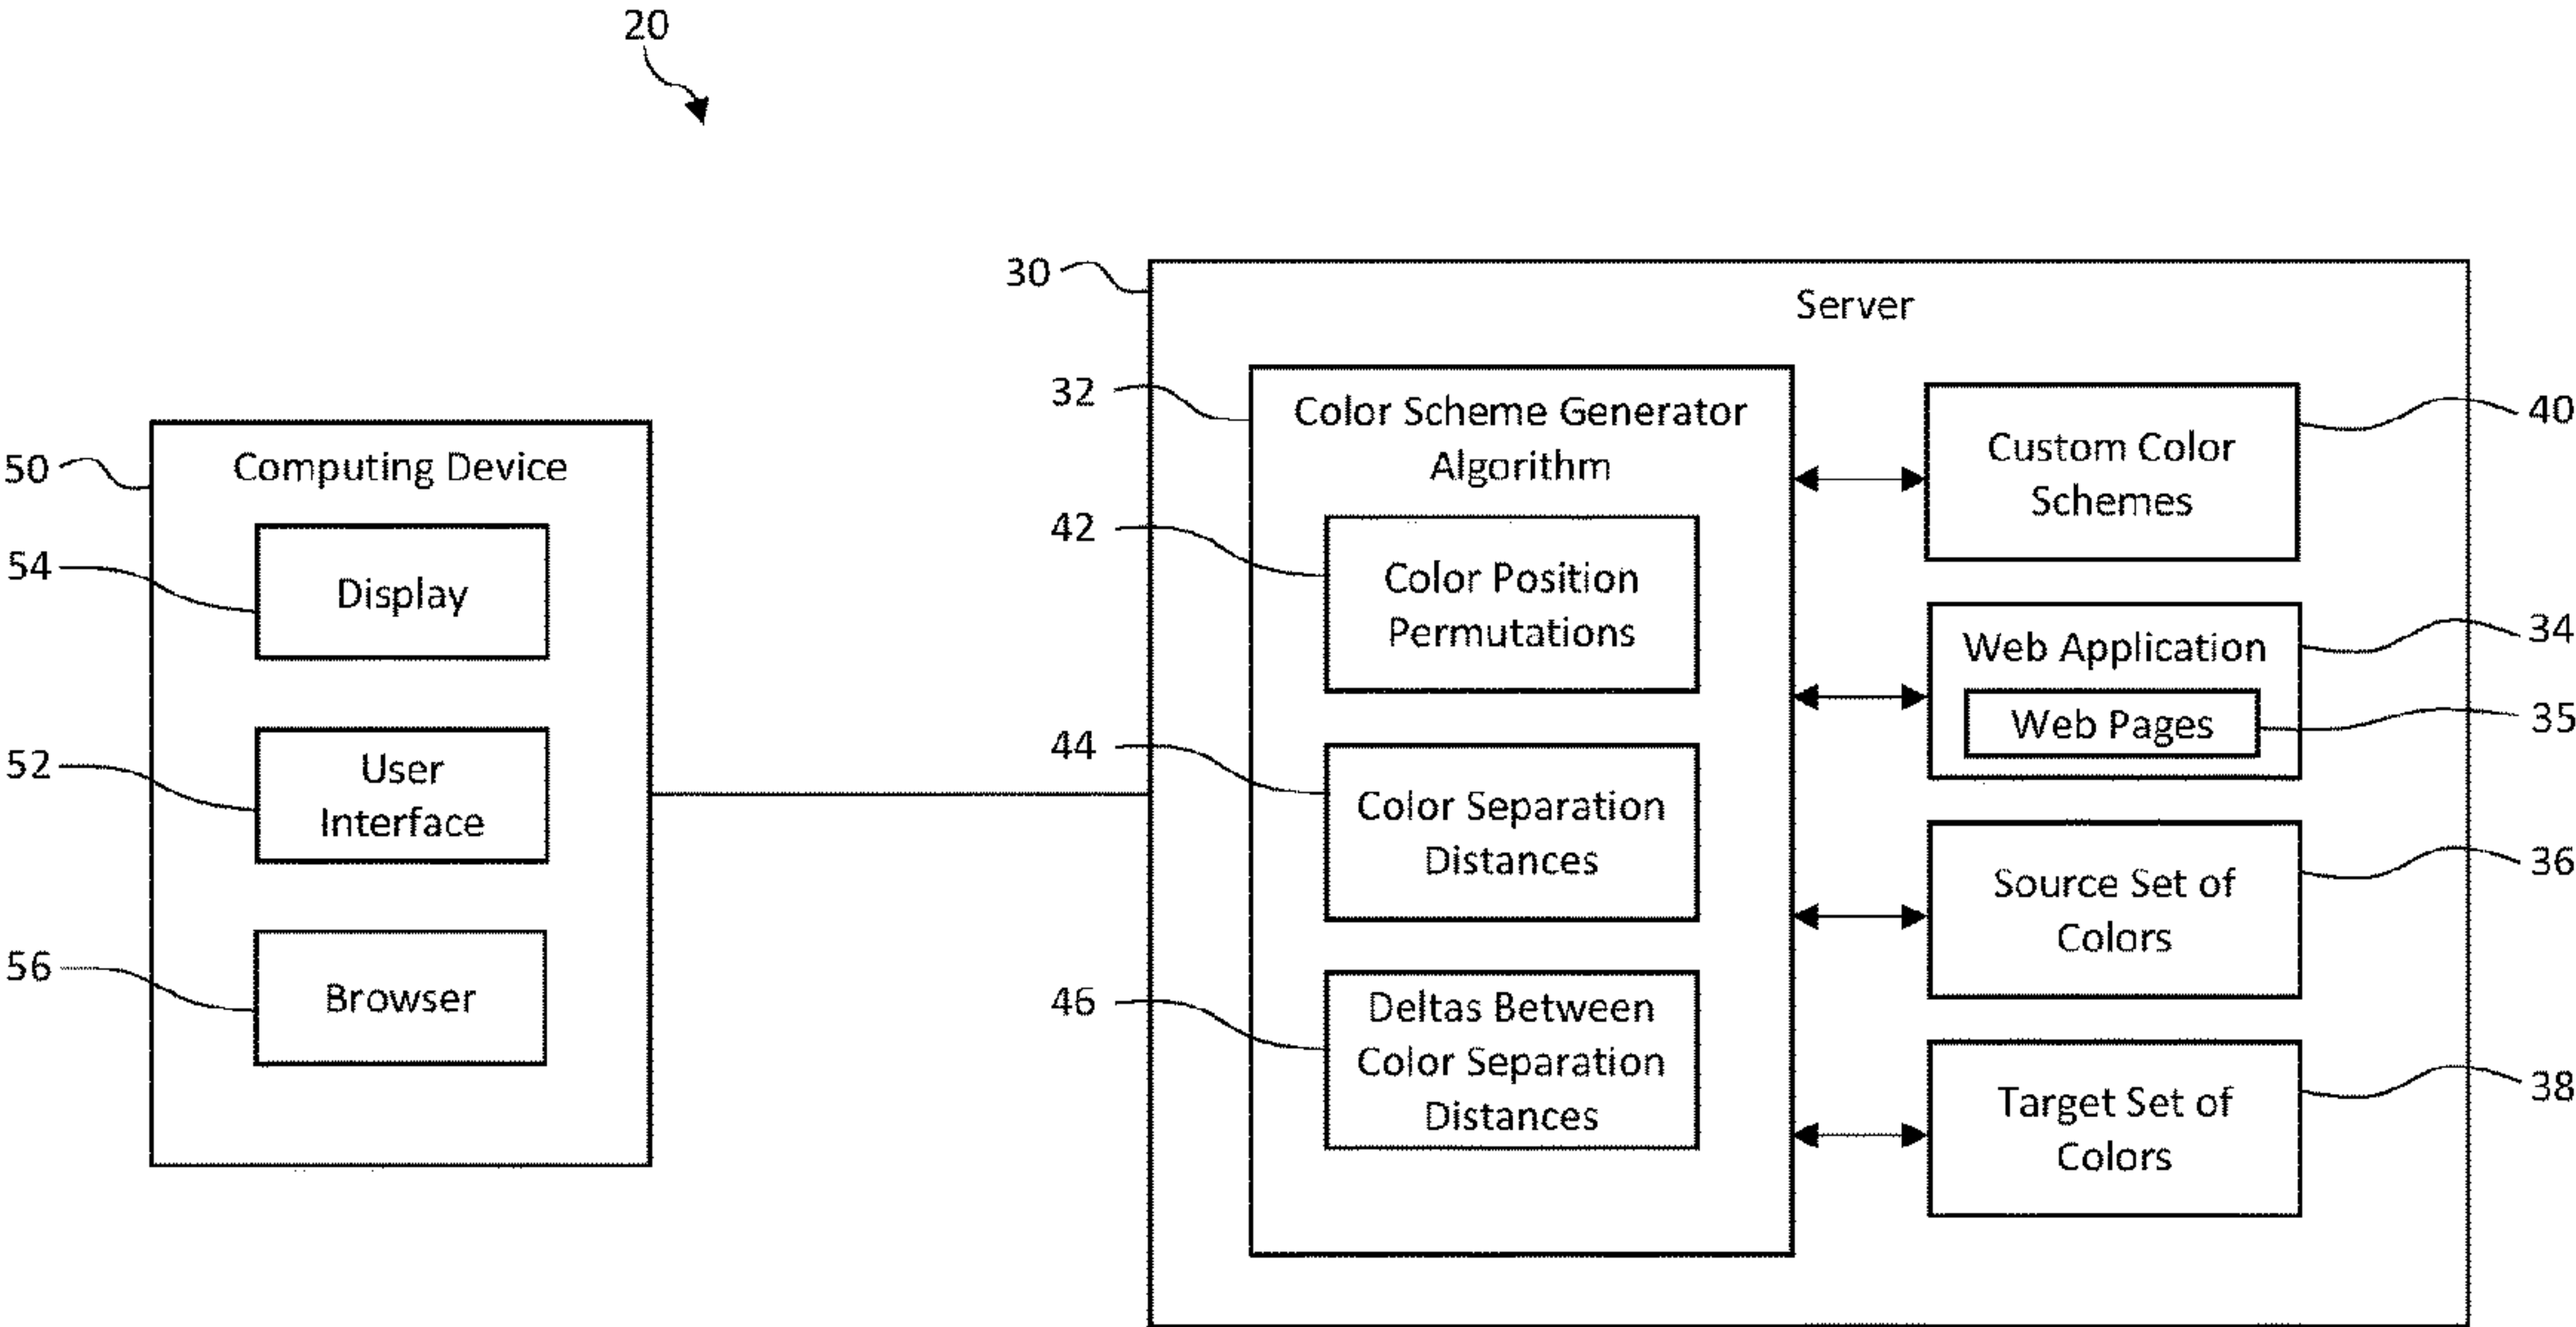 20
30
Server
32
Color Scheme Generator
Algorithm
42
Color Position
Permutations
44
Color Separation
Distances
46
Deltas Between
Color Separation
Distances
40
Custom Color
Schemes
34
Web Application
35
Web Pages
36
Source Set of
Colors
38
Target Set of
Colors
50
Computing Device
54
Display
52
User
Interface
56
Browser